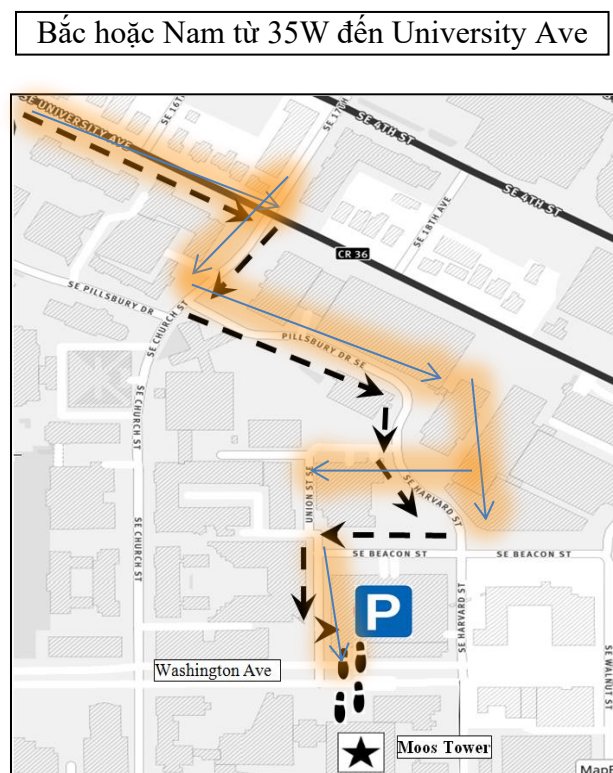 Bắc hoặc Nam từ 35W đến University Ave
SE UNIVERSITY AVE
SE 16TH
SE 17TH
SE 4TH ST
SE 4TH ST
SE 18TH AVE
CR 36
SE PILLSBURY DR
SE CHURCH ST
PILLSBURY DR SE
SE CHURCH ST
UNION ST SE
SE HARVARD ST
SE CHURCH ST
SE BEACON ST
SE BEACON ST
P
SE HARVARD ST
Washington Ave
SE WALNUT ST
Moos Tower